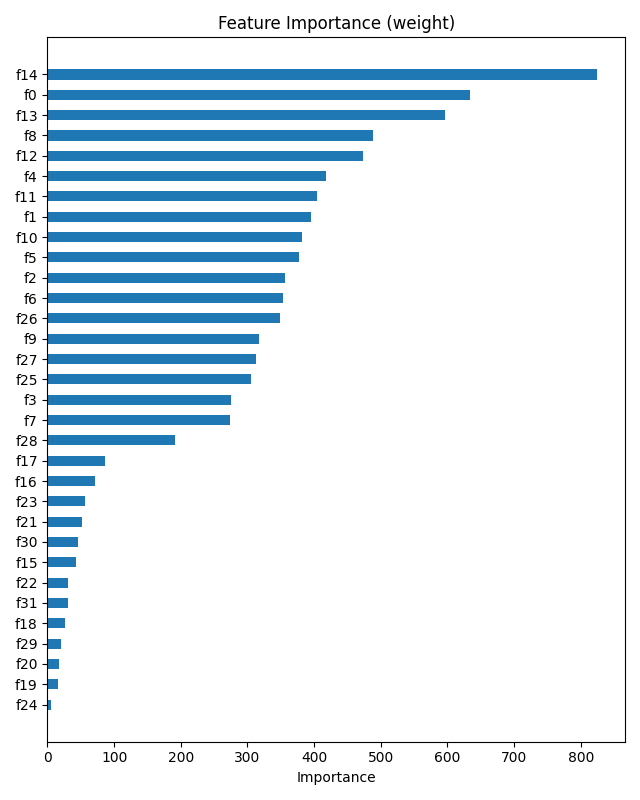 Feature Importance (weight)
f14
f0
f13
f8
f12
f4
f11
f1
f10
f5
f2
f6
f26
f9
f27
f25
f3
f7
f28
f17
f16
f23
f21
f30
f15
f22
f31
f18
f29
f20
f19
f24
0 100 200 300 400 500 600 700 800
Importance